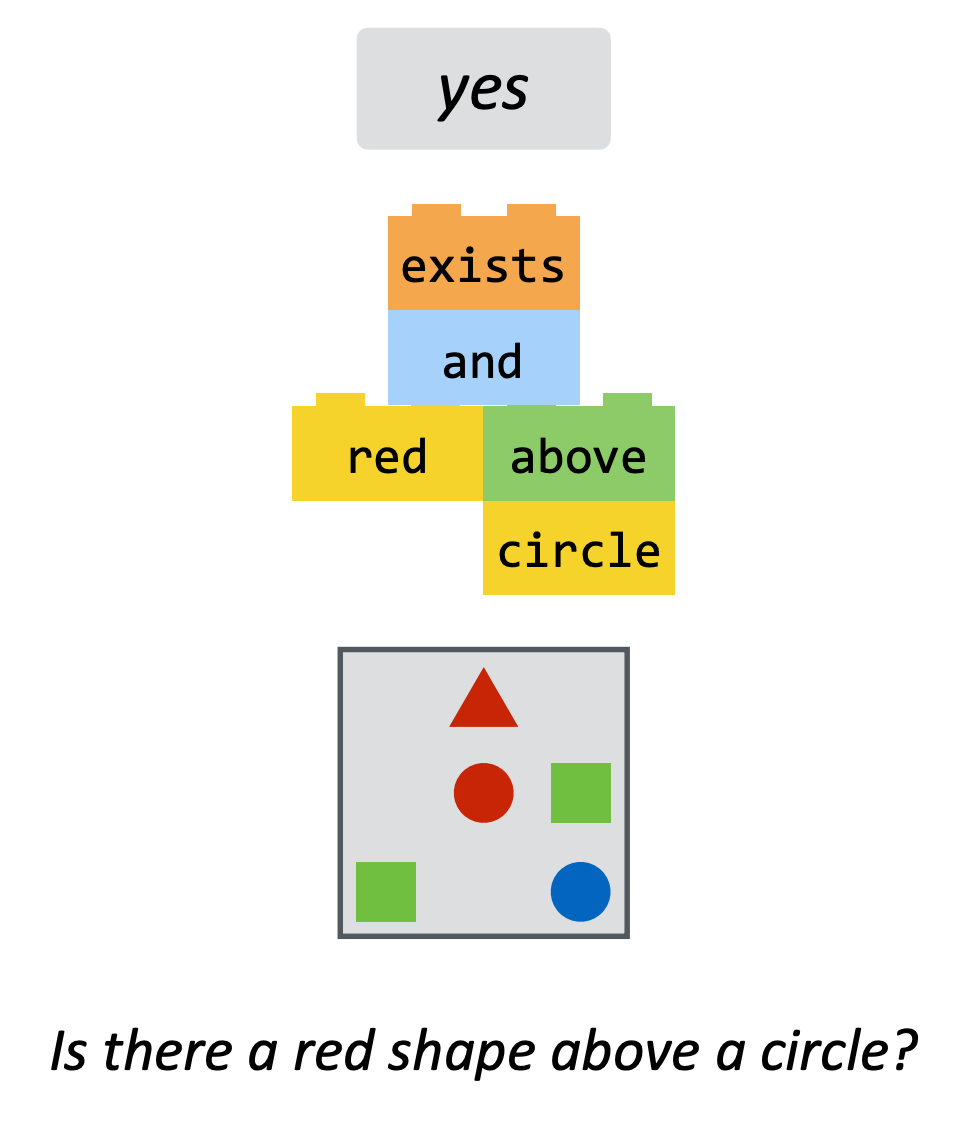 yes
exists
and
red above
circle
Is there a red shape above a circle?